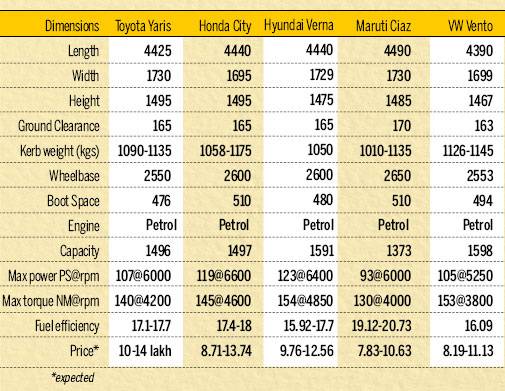 Dimensions Toyota Yaris Honda City Hyundai Verna Maruti Ciaz VW Vento
Length 4425 4440 4440 4490 4390
Width 1730 1695 1729 1730 1699
Height 1495 1495 1475 1485 1467
Ground Clearance 165 165 165 170 163
Kerb weight (kgs) 1090-1135 1058-1175 1050 1010-1135 1126-1145
Wheelbase 2550 2600 2600 2650 2553
Boot Space 476 510 480 510 494
Engine Petrol Petrol Petrol Petrol Petrol
Capacity 1496 1497 1591 1373 1598
Max power PS@rpm 107@6000 119@6600 123@6400 93@6000 105@5250
Max torque NM@rpm 140@4200 145@4600 154@4850 130@4000 153@3800
Fuel efficiency 17.1-17.7 17.4-18 15.92-17.7 19.12-20.73 16.09
Price* 10-14 lakh 8.71-13.74 9.76-12.56 7.83-10.63 8.19-11.13
*expected